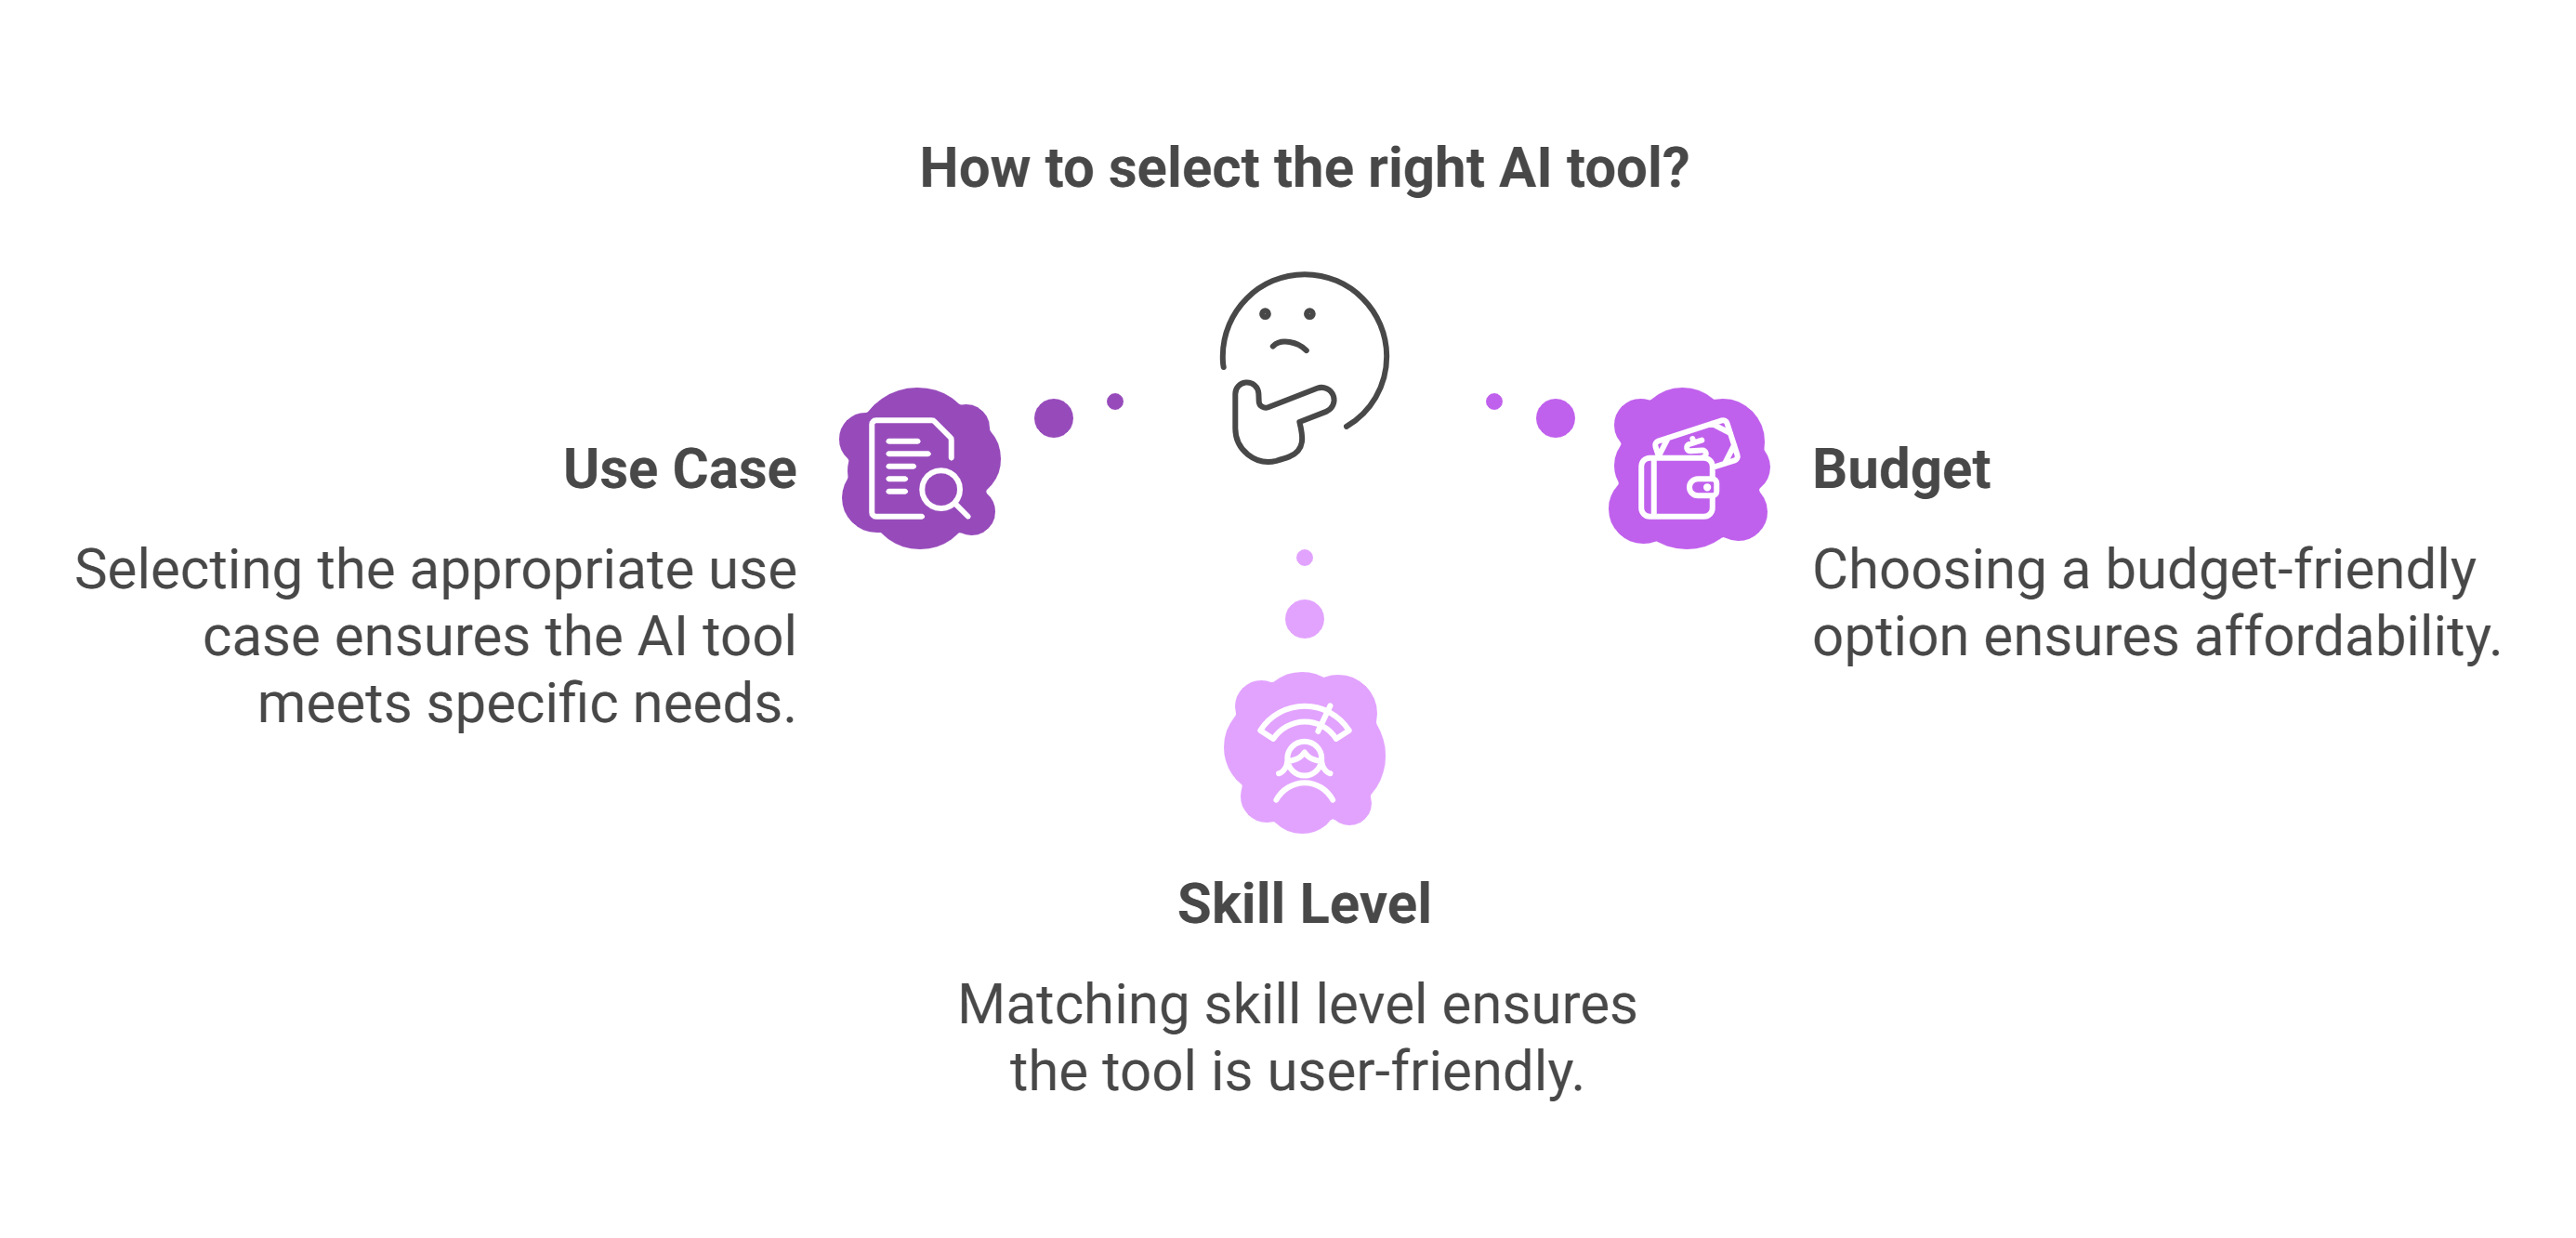 How to select the right AI tool?
Use Case
Selecting the appropriate use
case ensures the AI tool
meets specific needs.
Budget
Choosing a budget-friendly
option ensures affordability.
Skill Level
Matching skill level ensures
the tool is user-friendly.